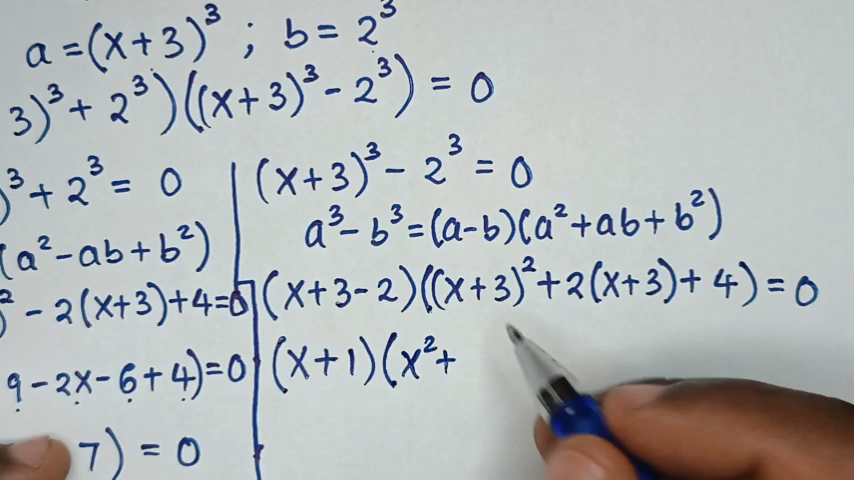 a = (x+3)³ ; b = 2³
3)³ + 2³)((x+3)³ - 2³) = 0
)³ + 2³ = 0
(a² - ab + b²)
² - 2(x+3) + 4 = 0
9 - 2x - 6 + 4) = 0
7) = 0
(x+3)³ - 2³ = 0
a³ - b³ = (a-b)(a² + ab + b²)
(x+3-2)((x+3)² + 2(x+3) + 4) = 0
(x+1)(x² +